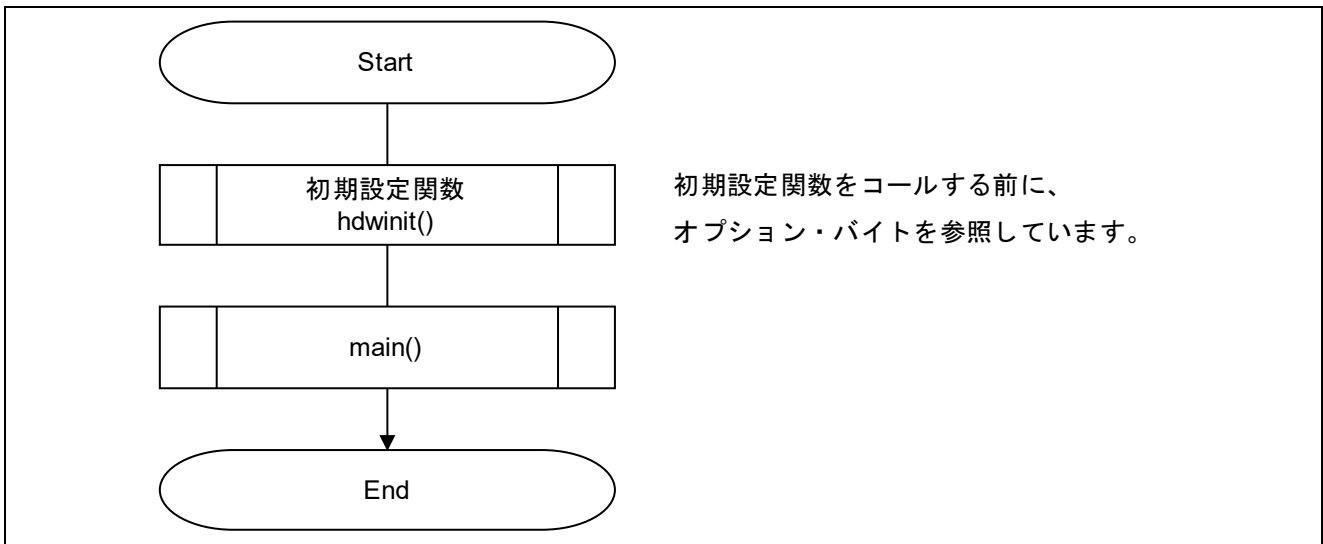 Start
初期設定関数
hdwinit()
初期設定関数をコールする前に、
オプション・バイトを参照しています。
main()
End